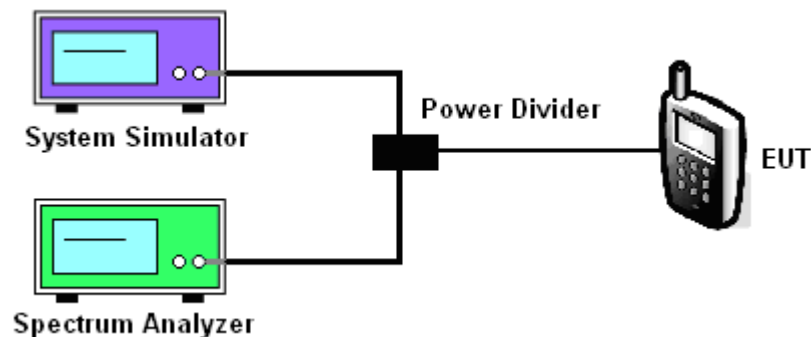 System Simulator
Power Divider
EUT
Spectrum Analyzer